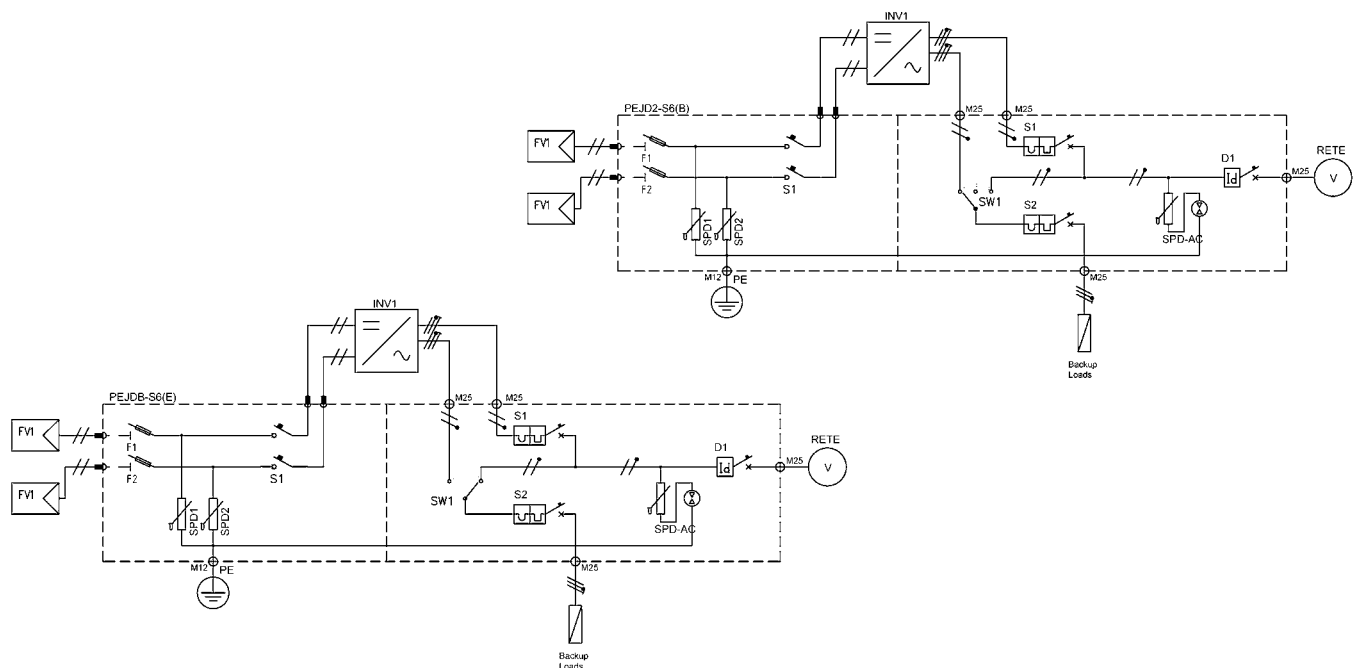 INV1
PEJD2-S6(B)
M25
M25
S1
FV1
F1
F2
S1
FV1
SW1
S2
D1
M25
RETE
V
SPD1
SPD2
SPD-AC
M12
PE
M25
Backup
Loads
INV1
PEJDB-S6(E)
M25
M25
S1
FV1
F1
F2
S1
FV1
SW1
S2
D1
Id
M25
RETE
V
SPD1
SPD2
SPD-AC
M12
PE
M25
Backup
Loads
Id